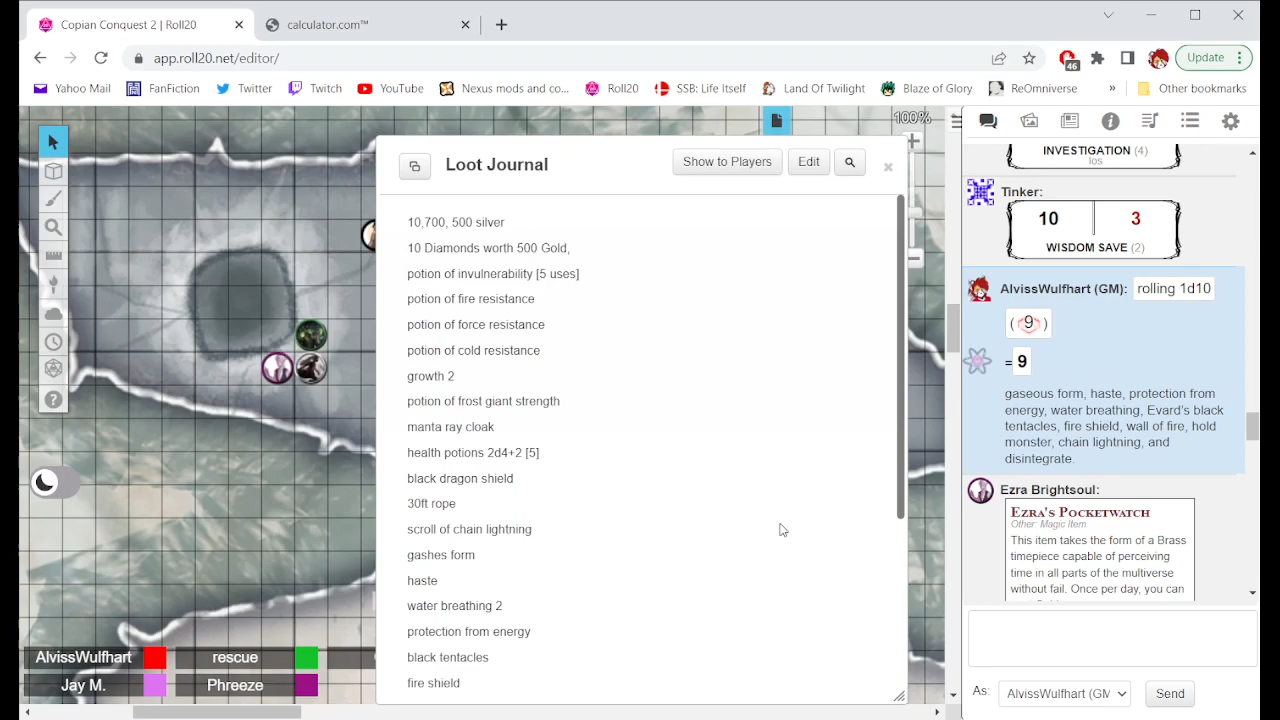 Copian Conquest 2 | Roll20
calculator.com™
app.roll20.net/editor/
46
Update
Yahoo Mail
FanFiction
Twitter
Twitch
YouTube
Nexus mods and co...
Roll20
SSB: Life Itself
Land Of Twilight
Blaze of Glory
ReOmniverse
»
Other bookmarks
100%
Loot Journal
Show to Players
Edit
10,700, 500 silver
10 Diamonds worth 500 Gold,
potion of invulnerability [5 uses]
potion of fire resistance
potion of force resistance
potion of cold resistance
growth 2
potion of frost giant strength
manta ray cloak
health potions 2d4+2 [5]
black dragon shield
30ft rope
scroll of chain lightning
gashes form
haste
water breathing 2
protection from energy
black tentacles
fire shield
AlvissWulfhart
rescue
Jay M.
Phreeze
INVESTIGATION (4)
los
Tinker:
10 3
WISDOM SAVE (2)
AlvissWulfhart (GM): rolling 1d10
(9)
=9
gaseous form, haste, protection from
energy, water breathing, Evard's black
tentacles, fire shield, wall of fire, hold
monster, chain lightning, and
disintegrate.
Ezra Brightsoul:
Ezra's Pocketwatch
Other: Magic Item
This item takes the form of a Brass
timepiece capable of perceiving
time in all parts of the multiverse
without fail. Once per day, you can
As: AlvissWulfhart (GM
Send